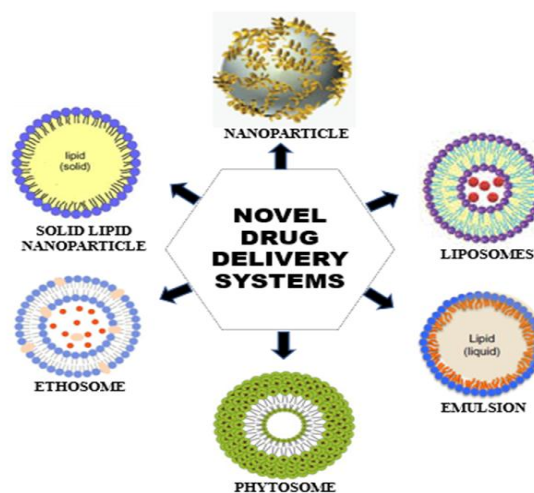 NANOPARTICLE
lipid
(solid)
SOLID LIPID
NANOPARTICLE
NOVEL
DRUG
DELIVERY
SYSTEMS
LIPOSOMES
ETHOSOME
Lipid
(liquid)
EMULSION
PHYTOSOME